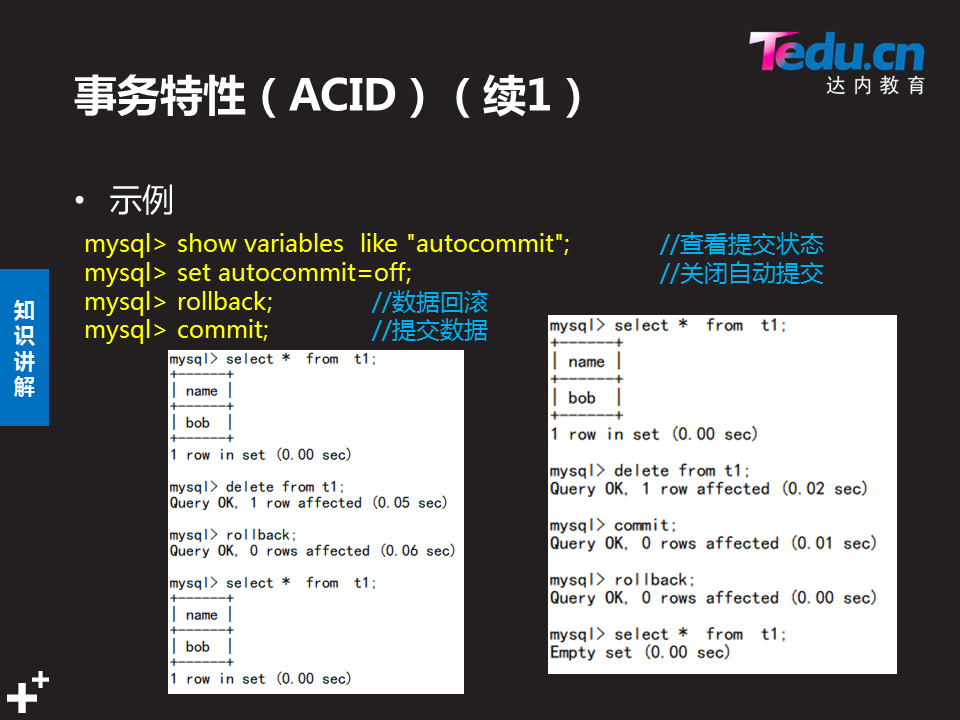 Tedu.cn
达内教育
事务特性（ACID）（续1）
• 示例
mysql> show variables  like "autocommit";  //查看提交状态
mysql> set autocommit=off;  //关闭自动提交
mysql> rollback;  //数据回滚
mysql> commit;  //提交数据
知识讲解
mysql> select *  from  t1;
+------+
| name |
+------+
| bob  |
+------+
1 row in set (0.00 sec)
mysql> delete from t1;
Query OK, 1 row affected (0.05 sec)
mysql> rollback;
Query OK, 0 rows affected (0.06 sec)
mysql> select *  from  t1;
+------+
| name |
+------+
| bob  |
+------+
1 row in set (0.00 sec)
mysql> select *  from  t1;
+------+
| name |
+------+
| bob  |
+------+
1 row in set (0.00 sec)
mysql> delete from t1;
Query OK, 1 row affected (0.02 sec)
mysql> commit;
Query OK, 0 rows affected (0.01 sec)
mysql> rollback;
Query OK, 0 rows affected (0.00 sec)
mysql> select *  from  t1;
Empty set (0.00 sec)